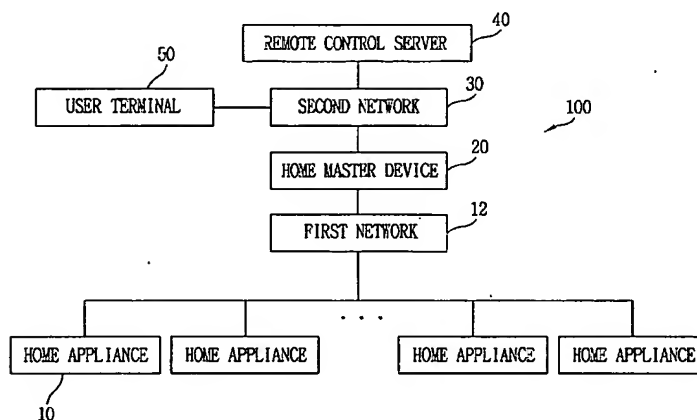 40
REMOTE CONTROL SERVER
50
30
USER TERMINAL
SECOND NETWORK
100
20
HOME MASTER DEVICE
12
FIRST NETWORK
. . .
HOME APPLIANCE
HOME APPLIANCE
HOME APPLIANCE
HOME APPLIANCE
10